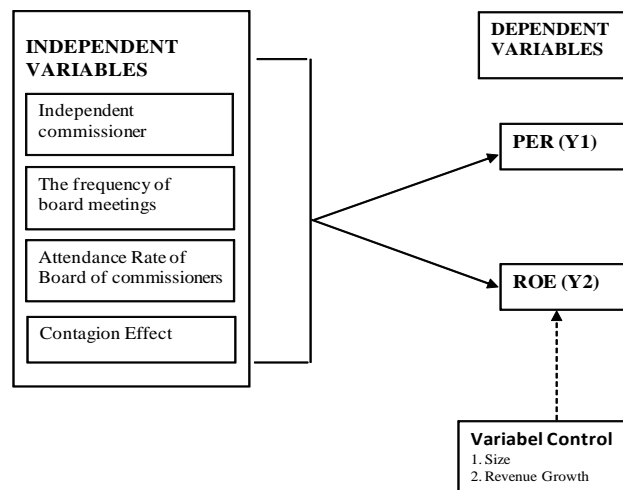 INDEPENDENT
VARIABLES
Independent
commissioner
The frequency of
board meetings
Attendance Rate of
Board of commissioners
Contagion Effect
DEPENDENT
VARIABLES
PER (Y1)
ROE (Y2)
Variabel Control
1. Size
2. Revenue Growth